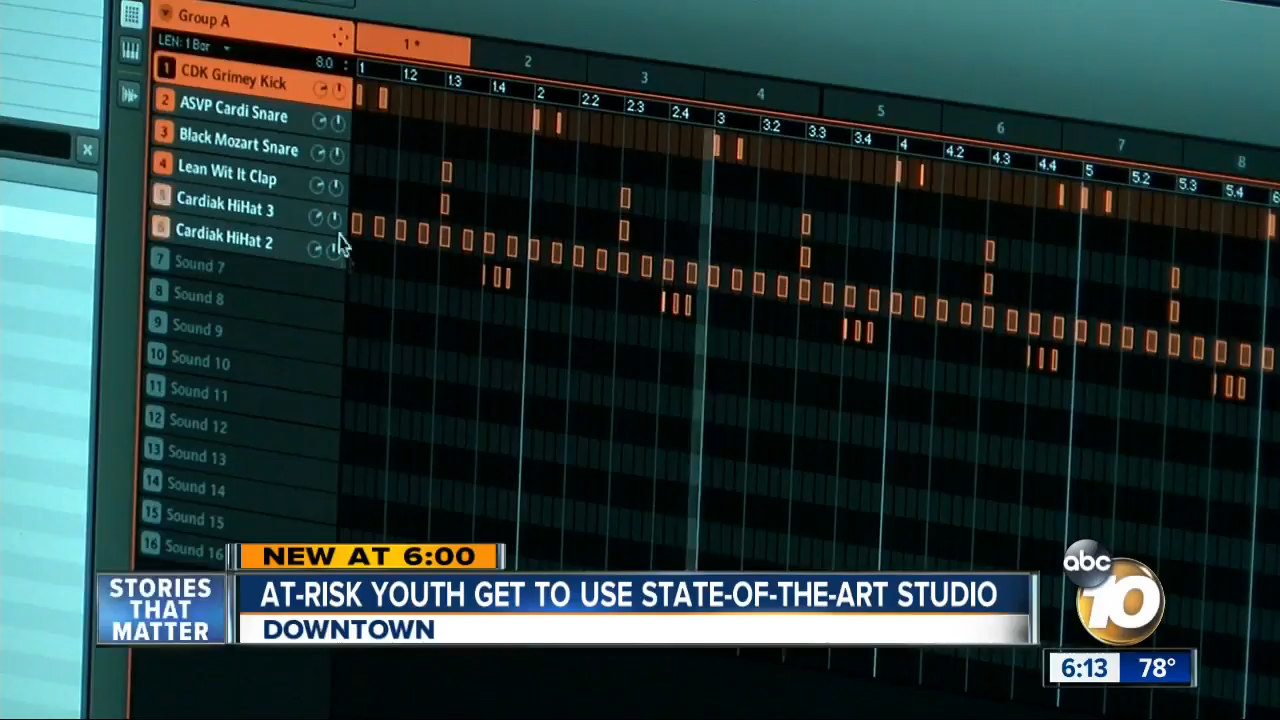 Group A
LEN: 1 Bar
8.0
1*
2
3
4
5
6
7
8
1 1.2 1.3 1.4 2 2.2 2.3 2.4 3 3.2 3.3 3.4 4 4.2 4.3 4.4 5 5.2 5.3 5.4 6
1 CDK Grimey Kick
2 ASVP Cardi Snare
3 Black Mozart Snare
4 Lean Wit It Clap
5 Cardiak HiHat 3
6 Cardiak HiHat 2
7 Sound 7
8 Sound 8
9 Sound 9
10 Sound 10
11 Sound 11
12 Sound 12
13 Sound 13
14 Sound 14
15 Sound 15
16 Sound 16
NEW AT 6:00
STORIES
THAT
MATTER
AT-RISK YOUTH GET TO USE STATE-OF-THE-ART STUDIO
DOWNTOWN
abc
10
6:13 78°